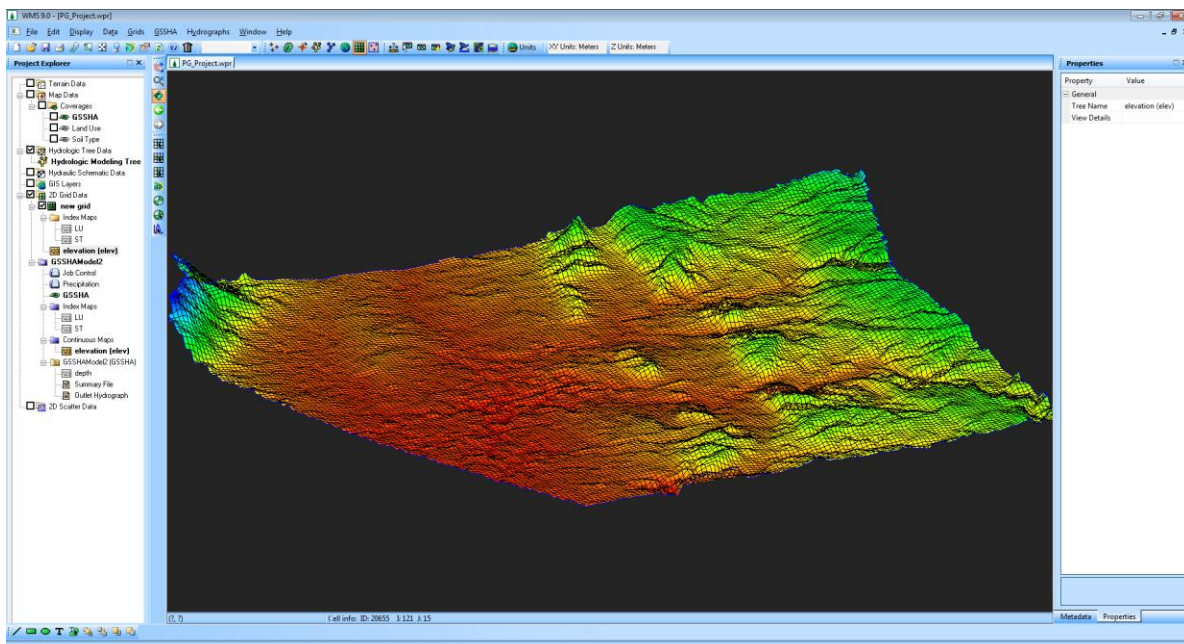 WMS 9.0 - [PG_Project.wpr]
File Edit Display Data Grids GSSHA Hydrographs Window Help
Units XY Units: Meters Z Units: Meters
Project Explorer
Terrain Data
Map Data
Coverages
GSSHA
Land Use
Soil Type
Hydrologic Tree Data
Hydrologic Modeling Tree
Hydraulic Schematic Data
GIS Layers
2D Grid Data
new grid
Index Maps
LU
ST
elevation (elev)
GSSHAModel2
Job Control
Precipitation
GSSHA
Index Maps
LU
ST
Continuous Maps
elevation (elev)
GSSHAModel2 (GSSHA)
depth
Summary File
Outlet Hydrograph
2D Scatter Data
PG_Project.wpr
(?, ?) Cell info: ID: 20655 I:121 J:15
Properties
Property Value
General
Tree Name elevation (elev)
View Details
Metadata Properties
T